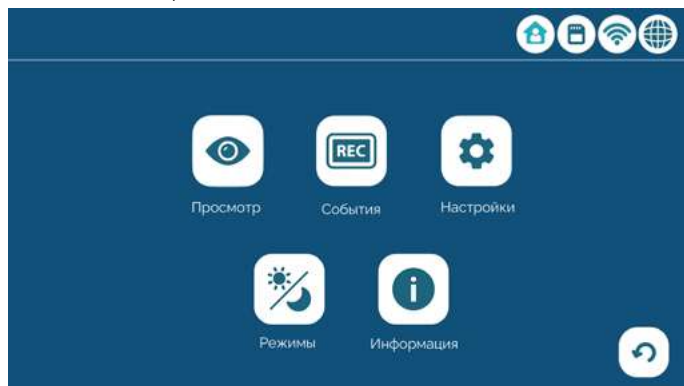 REC
Просмотр
События
Настройки
Режимы
Информация